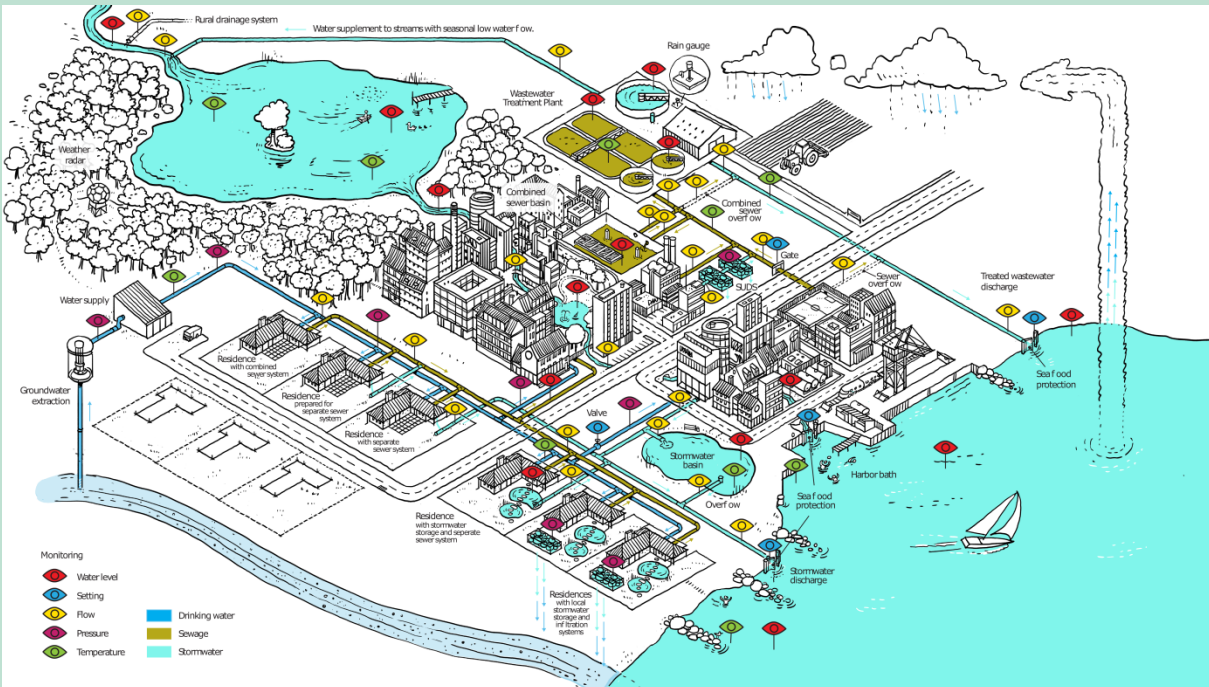 Rural drainage system
Water supplement to streams with seasonal low water f ow.
Rain gauge
Wastewater
Treatment Plant
Weather
radar
Combined
sewer basin
Combined
sewer
overf ow
Gate
SUDS
Sewer
overf ow
Treated wastewater
discharge
Sea f ood
protection
Water supply
Groundwater
extraction
Residence
with combined
sewer system
Residence
prepared for
separate sewer
system
Residence
with separate
sewer system
Valve
Stormwater
basin
Overf ow
Harbor bath
Sea f ood
protection
Residence
with stormwater
storage and seperate
sewer system
Stormwater
discharge
Residences
with local
stormwater
storage and
inf ltration
systems
Monitoring
Water level
Setting
Flow
Pressure
Temperature
Drinking water
Sewage
Stormwater